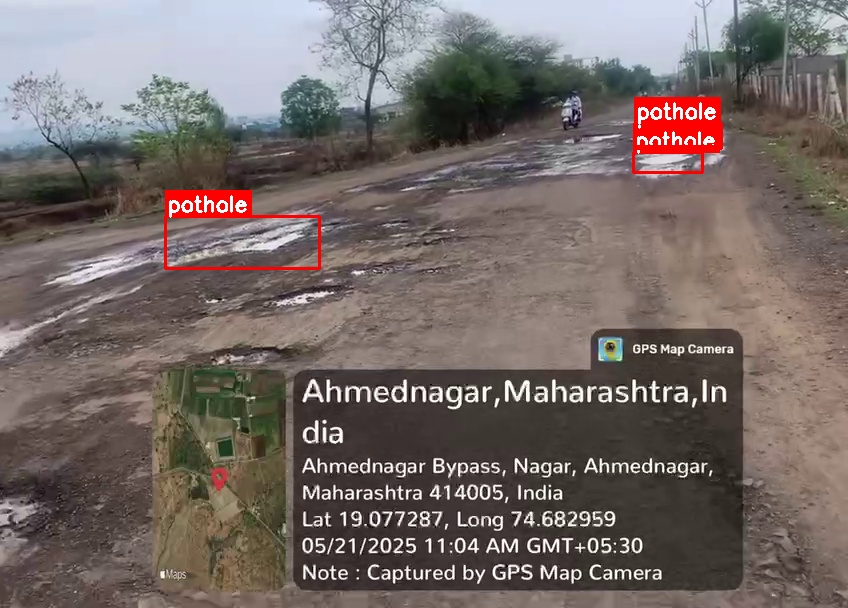 pothole
pothole
pothole
GPS Map Camera
Ahmednagar,Maharashtra,In
dia
Ahmednagar Bypass, Nagar, Ahmednagar,
Maharashtra 414005, India
Lat 19.077287, Long 74.682959
05/21/2025 11:04 AM GMT+05:30
Note : Captured by GPS Map Camera
Maps